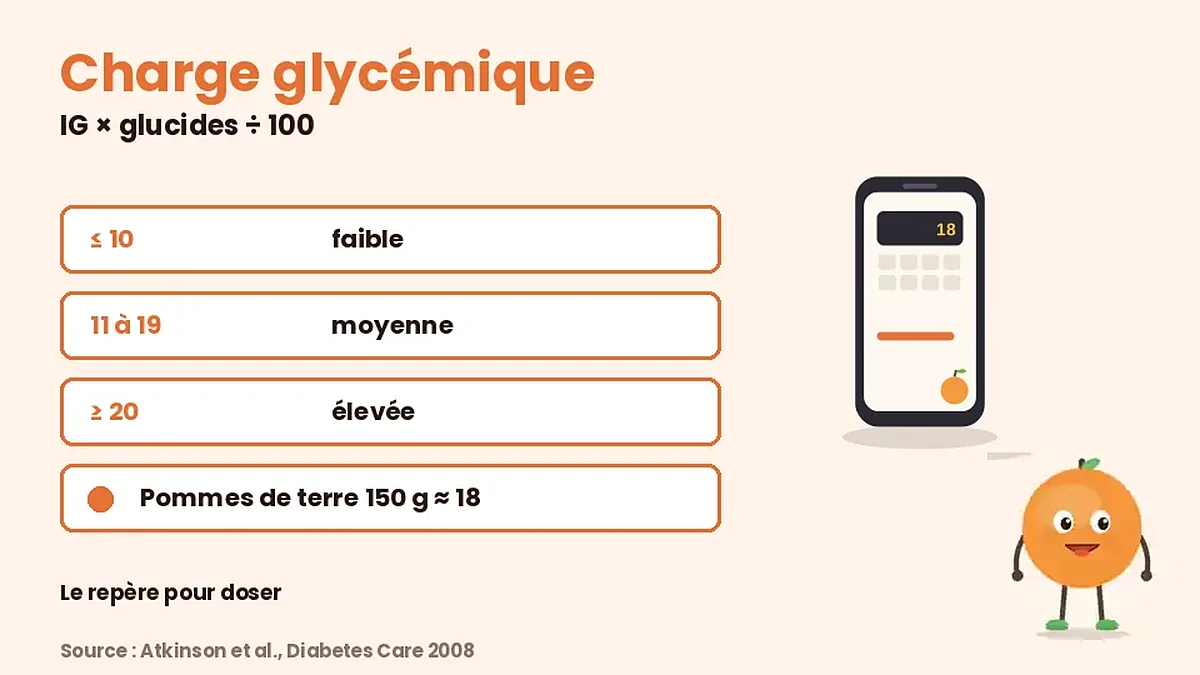 Charge glycémique
IG × glucides ÷ 100
≤ 10 faible
11 à 19 moyenne
≥ 20 élevée
Pommes de terre 150 g ≈ 18
18
Le repère pour doser
Source : Atkinson et al., Diabetes Care 2008